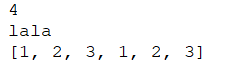 4
lala
[1, 2, 3, 1, 2, 3]